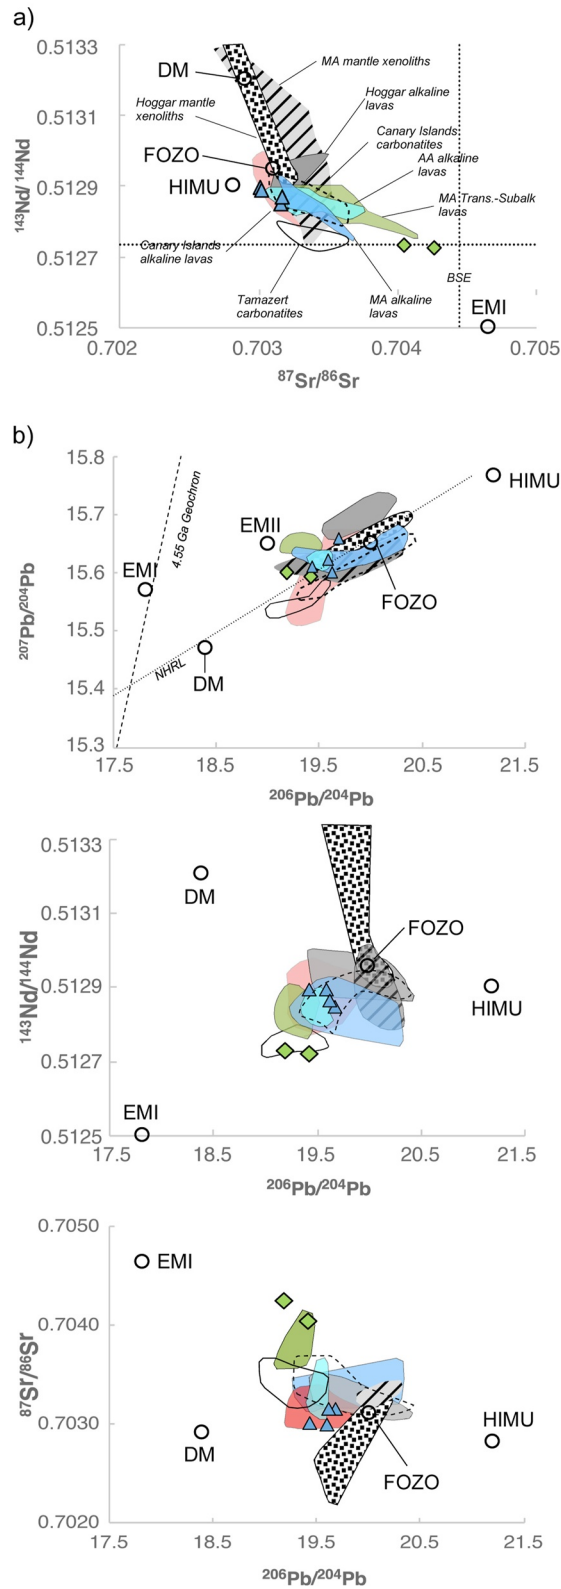 a)
0.5133
DM
MA mantle xenoliths
Hoggar alkaline
lavas
0.5131
Hoggar mantle
xenoliths
Canary Islands
carbonatites
FOZO
AA alkaline
lavas
0.5129
HIMU
MA Trans.-Subalk
lavas
¹⁴³Nd/ ¹⁴⁴Nd
0.5127
Canary Islands
alkaline lavas
BSE
Tamazert
carbonatites
MA alkaline
lavas
EMI
0.5125
0.702
0.703
0.704
0.705
⁸⁷Sr/⁸⁶Sr
b)
15.8
HIMU
4.55 Ga Geochron
15.7
EMII
15.6
EMI
FOZO
²⁰⁷Pb/²⁰⁴Pb
15.5
NHRL
DM
15.4
15.3
17.5
18.5
19.5
20.5
21.5
²⁰⁶Pb/²⁰⁴Pb
0.5133
DM
0.5131
FOZO
0.5129
HIMU
¹⁴³Nd/¹⁴⁴Nd
0.5127
EMI
0.5125
17.5
18.5
19.5
20.5
21.5
²⁰⁶Pb/²⁰⁴Pb
0.7050
EMI
0.7040
⁸⁷Sr/⁸⁶Sr
0.7030
DM
HIMU
FOZO
0.7020
17.5
18.5
19.5
20.5
21.5
²⁰⁶Pb/²⁰⁴Pb